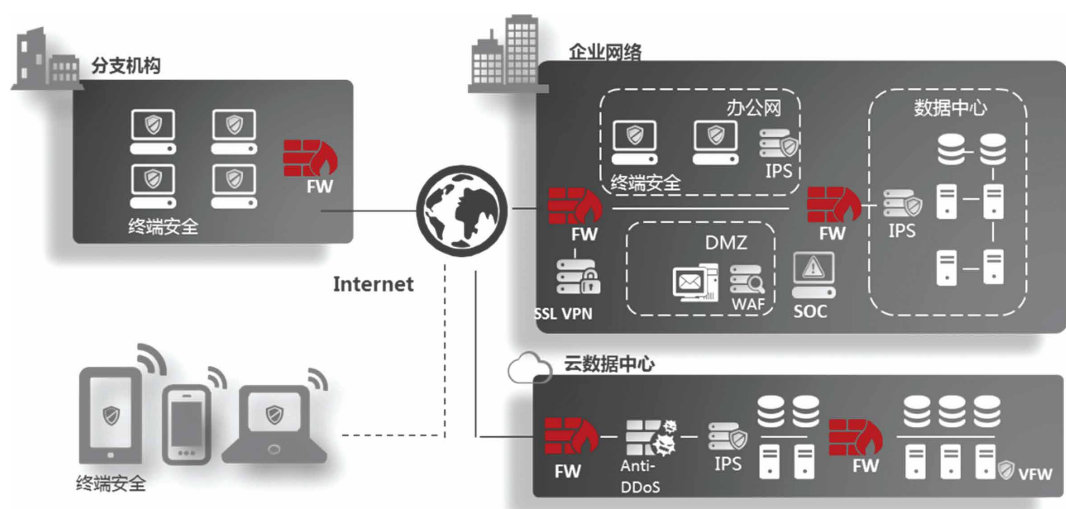 分支机构
FW
终端安全
Internet
终端安全
企业网络
办公网
终端安全
IPS
数据中心
FW
FW
IPS
SSL VPN
DMZ
WAF
SOC
云数据中心
FW
Anti-
DDoS
IPS
FW
VFW